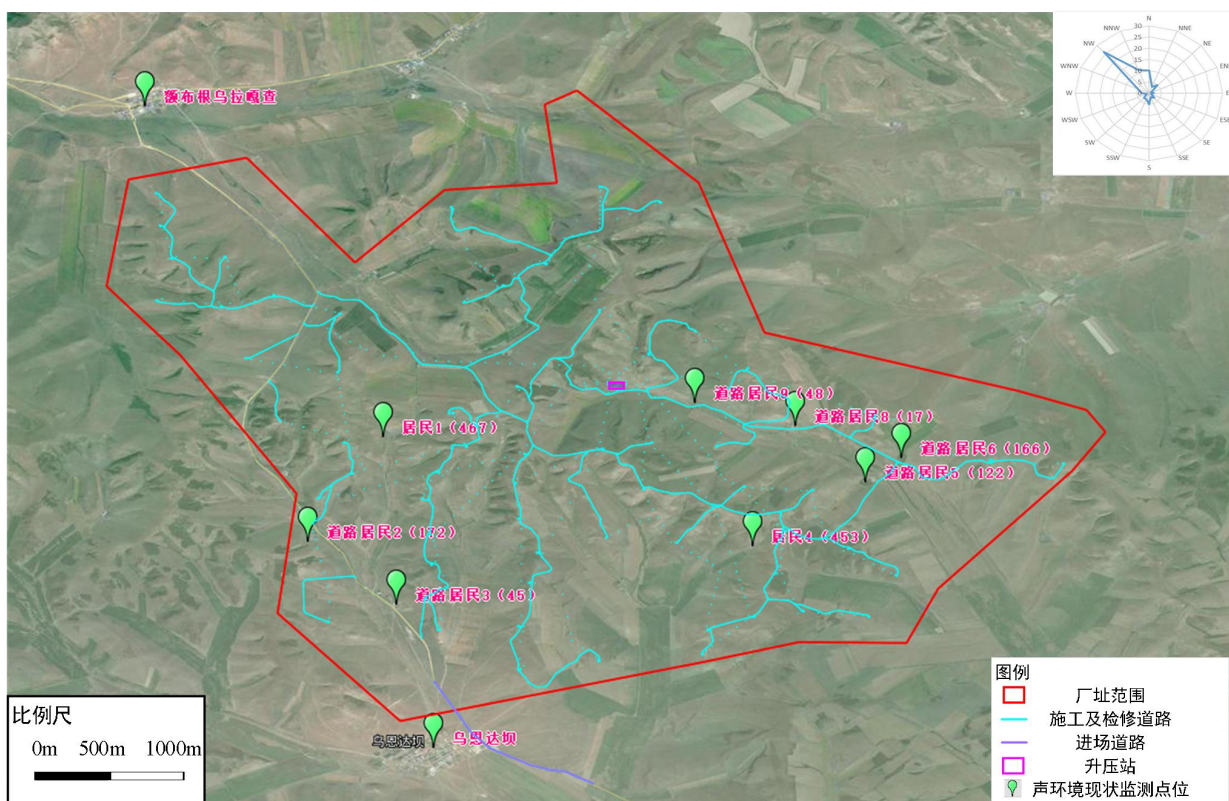 额布根乌拉嘎查
30
25
20
15
10
5
0
N
NNE
NE
EN
E
ESE
SE
SSE
S
SSW
SW
WSW
W
WNW
NW
NNW
道路居民9（48）
道路居民8（17）
居民1（467）
道路居民6（166）
道路居民5（122）
道路居民2（172）
居民4（453）
道路居民3（45）
乌恩达坝
乌恩达坝
比例尺
0m 500m 1000m
图例
厂址范围
施工及检修道路
进场道路
升压站
声环境现状监测点位